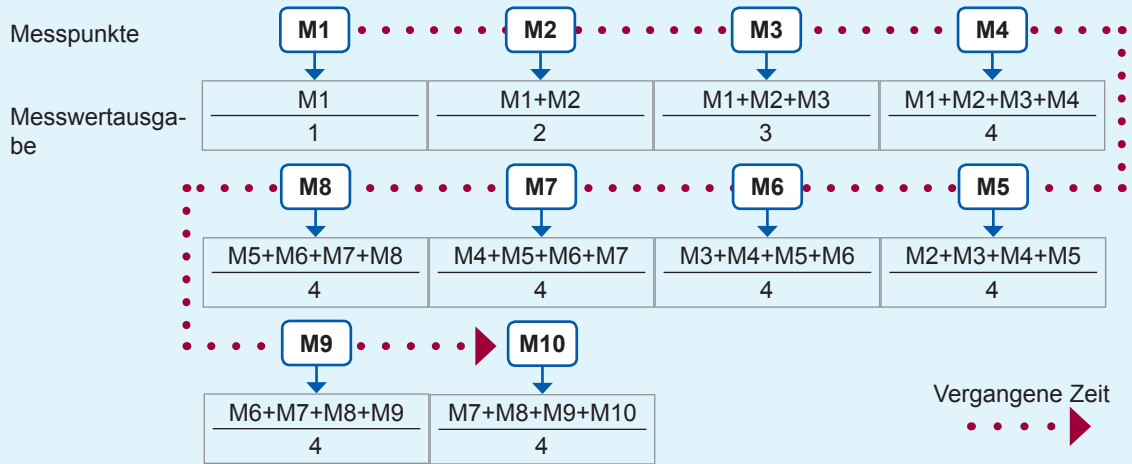 Messpunkte
M1 M2 M3 M4
Messwertausga-
be
M1 M1+M2 M1+M2+M3 M1+M2+M3+M4
1 2 3 4
M8 M7 M6 M5
M5+M6+M7+M8 M4+M5+M6+M7 M3+M4+M5+M6 M2+M3+M4+M5
4 4 4 4
M9 M10
M6+M7+M8+M9 M7+M8+M9+M10
4 4
Vergangene Zeit